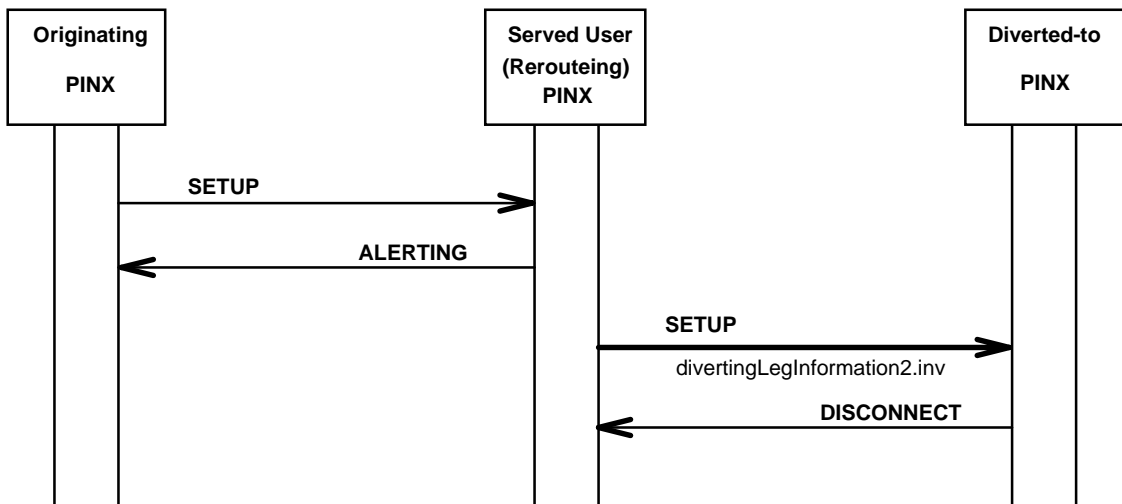 Originating
PINX
Served User
(Rerouteing)
PINX
Diverted-to
PINX
SETUP
ALERTING
SETUP
divertingLegInformation2.inv
DISCONNECT